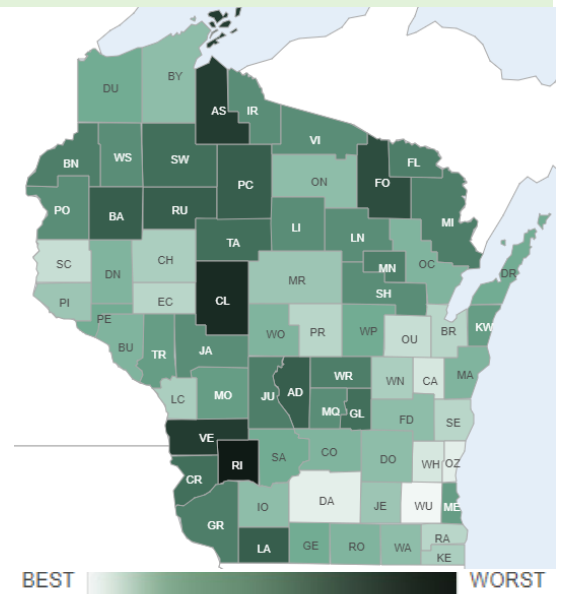 DU
BY
AS
IR
VI
BN
WS
SW
PC
ON
FO
FL
PO
BA
RU
MI
TA
LI
LN
OC
SC
DN
CH
MN
DR
PI
EC
CL
MR
SH
PE
BU
TR
JA
WO
PR
WP
OU
BR
KW
LC
MO
JU
AD
WR
WN
CA
MA
MQ
GL
FD
SE
VE
RI
SA
CO
DO
WH
OZ
CR
IO
DA
JE
WU
ME
GR
LA
GE
RO
WA
RA
KE
BEST
WORST